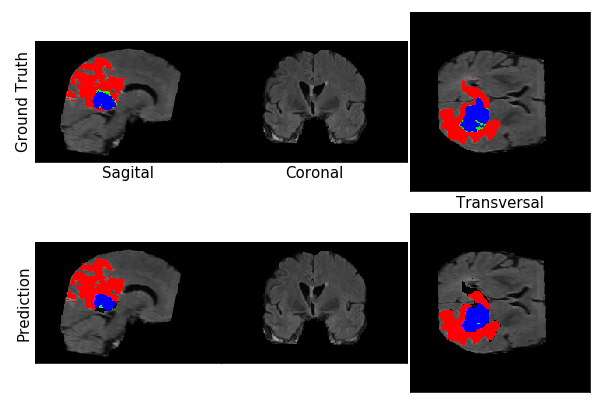 Ground Truth
Sagital
Coronal
Transversal
Prediction